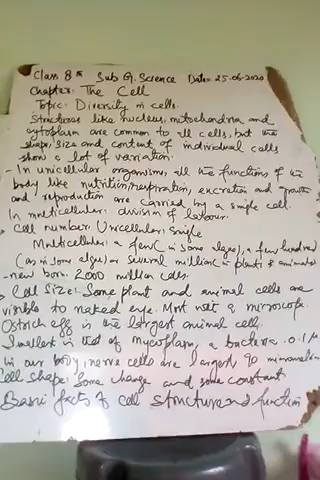 Class 8th Sub G. Science Date: 25.06-2020
Chapter: The Cell
Topic: Diversity in cells.
Structures like nucleus, mitochondria and
cytoplasm are common to all cells, but the
shape, size and content of individual cells
show a lot of variation.
- In unicellular organisms, all the functions of the
body like nutrition, respiration, excretion and growth
and reproduction are carried by a single cell.
In multicellular: division of labour.
Cell number: Unicellular: Single
Multicellular: a few (in some algae), a few hundred
(as in some algae) or several million in plants & animals
- new born: 2000 million cells.
Cell Size: Some plant and animal cells are
visible to naked eye. Most need a microscope
Ostrich egg is the largest animal cell.
Smallest is that of mycoplasm, a bacteria. 0.1 µ
in our body, nerve cells are largest, 90
Cell shape: Some change and some constant
Basic facts of cell structure and function